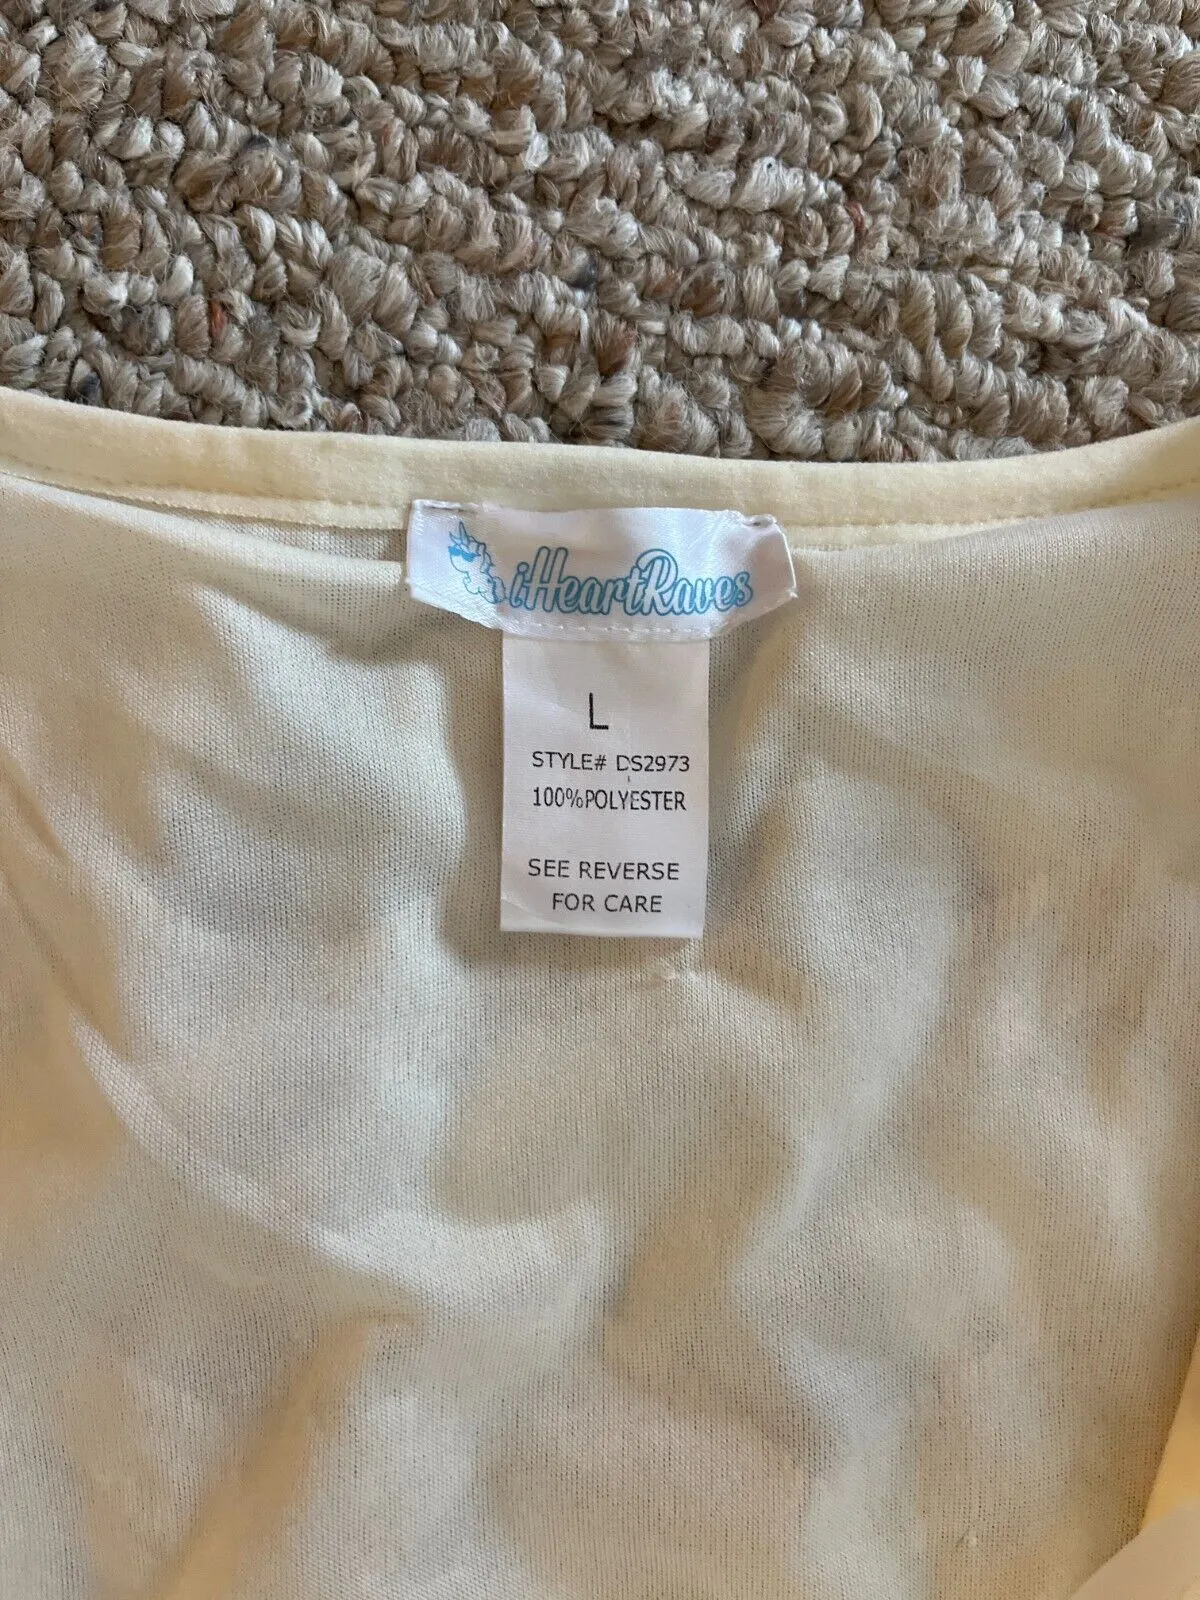 iHeartRaves
L
STYLE# DS2973
100%POLYESTER
SEE REVERSE
FOR CARE